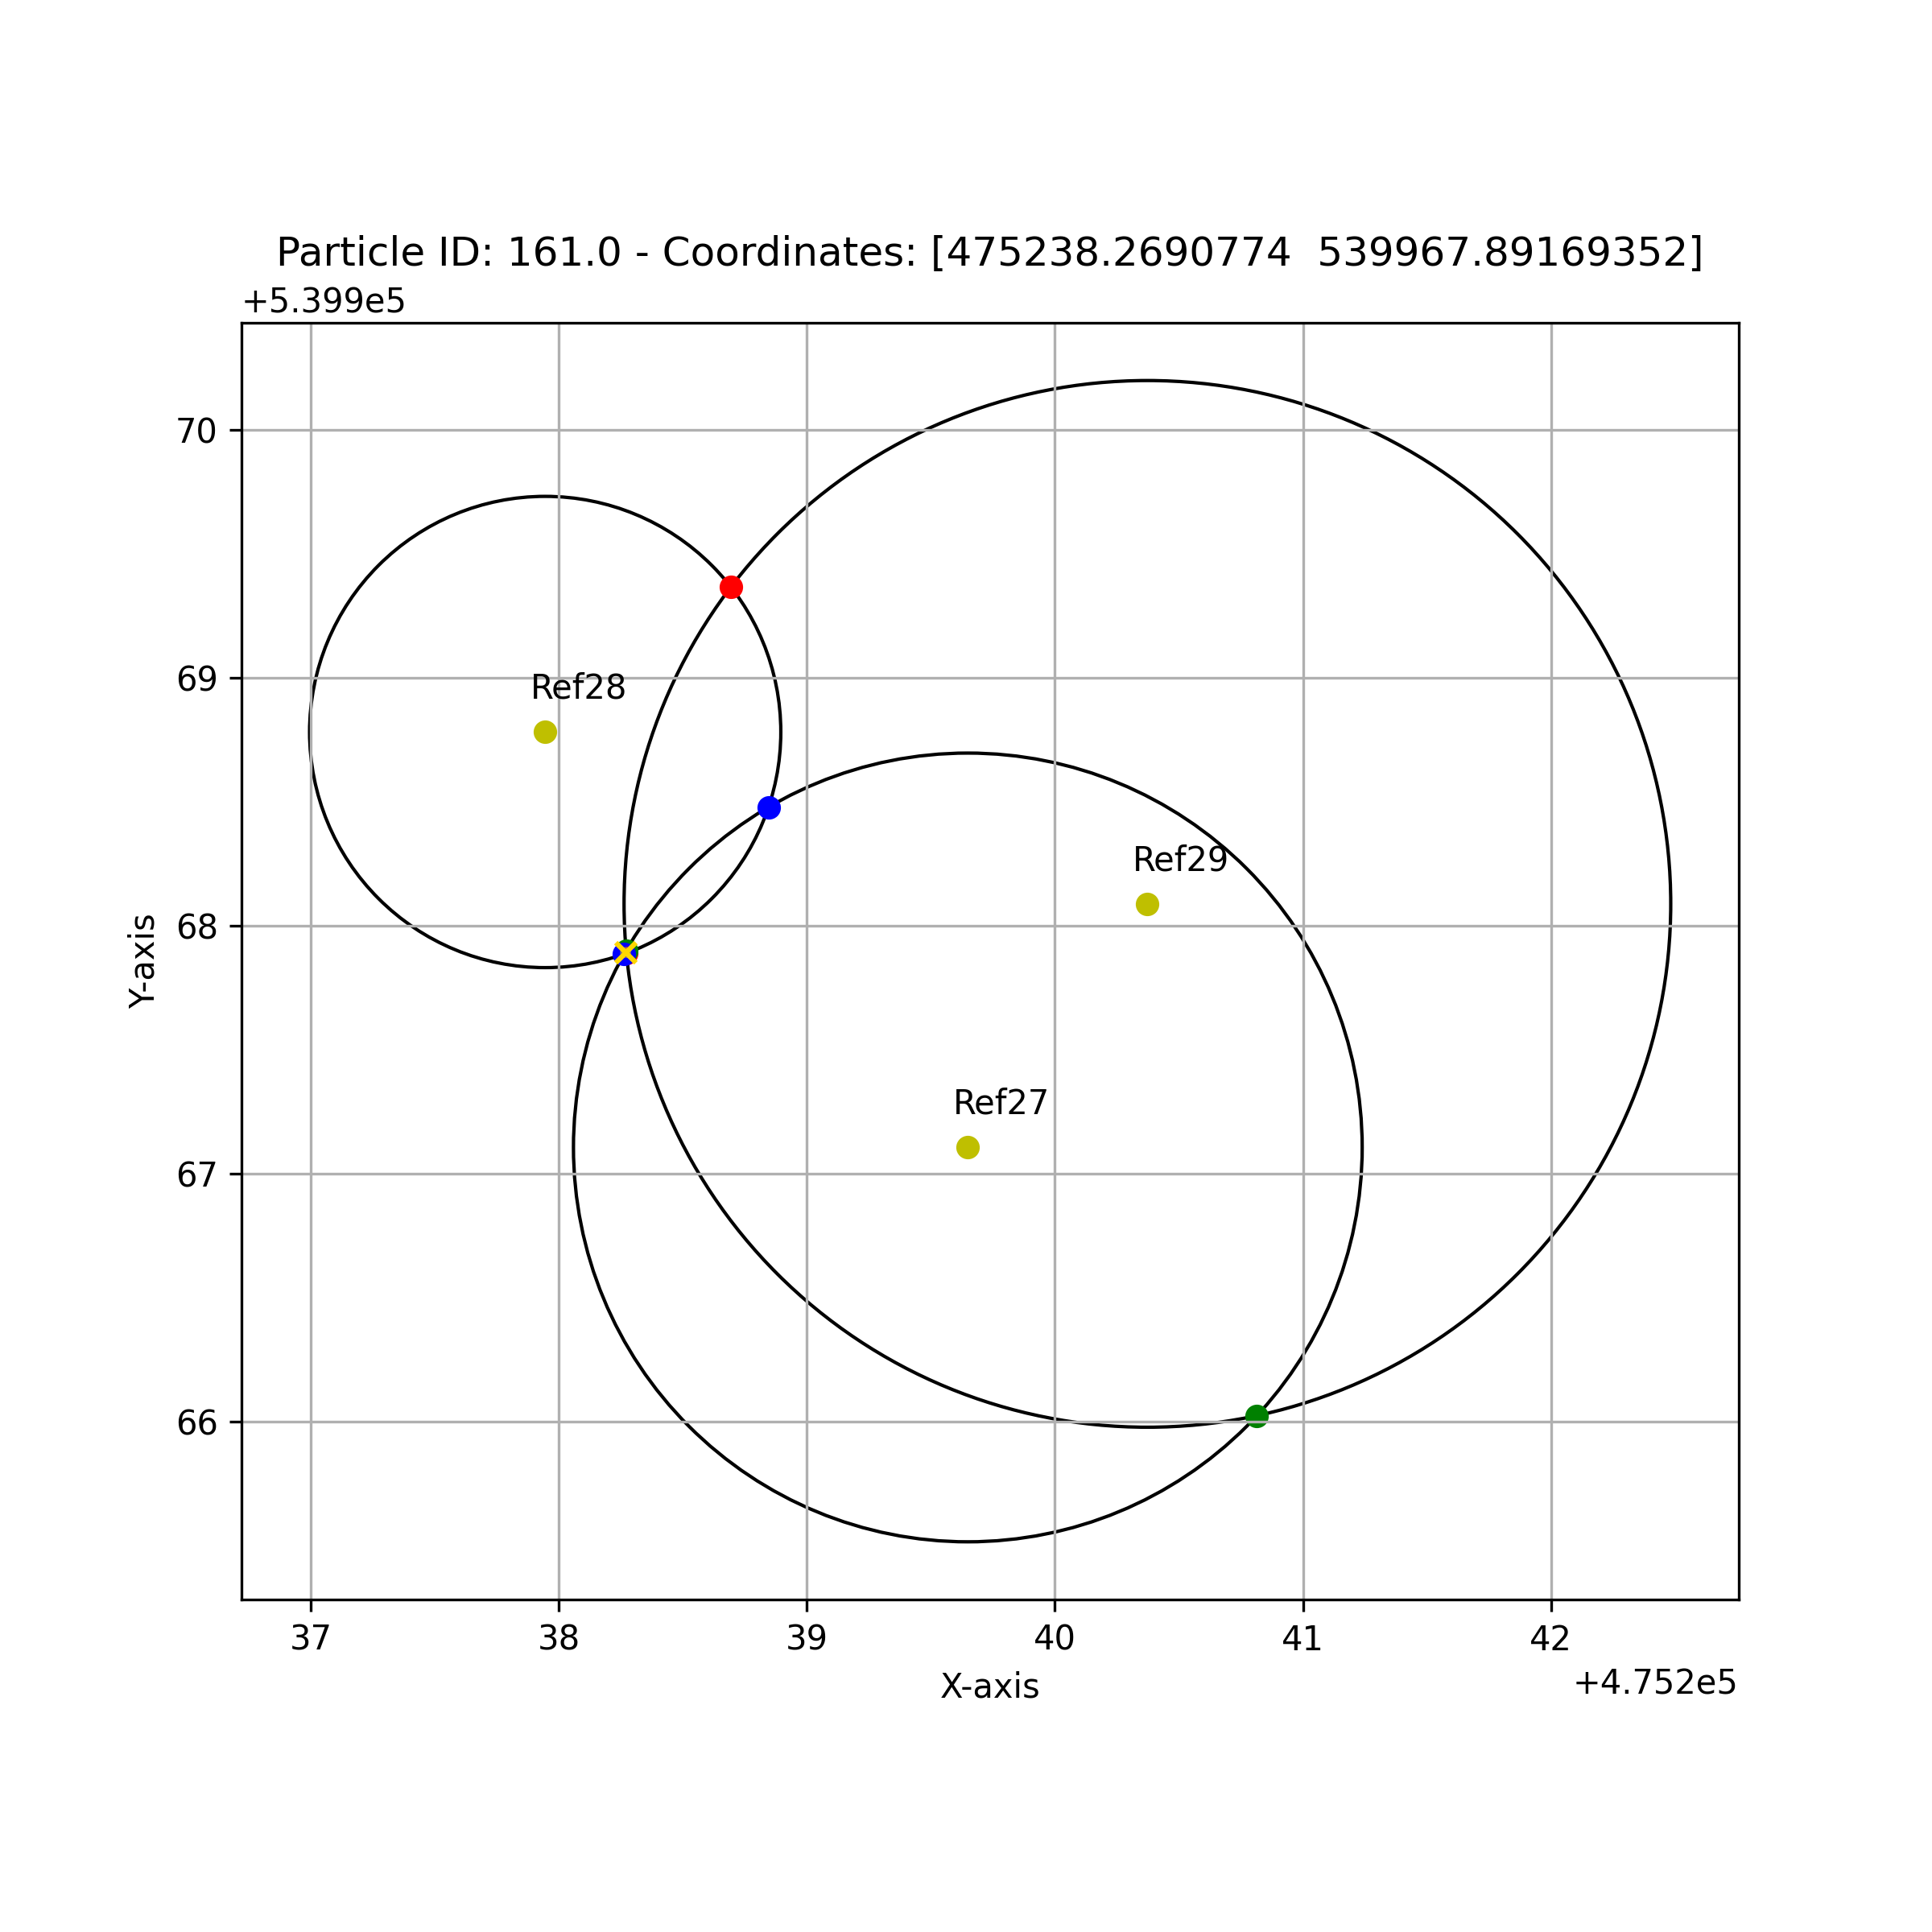 Particle ID: 161.0 - Coordinates: [475238.2690774  539967.89169352]
+5.399e5
70
69
68
67
66
Y-axis
Ref28
Ref29
Ref27
37 38 39 40 41 42
X-axis
+4.752e5